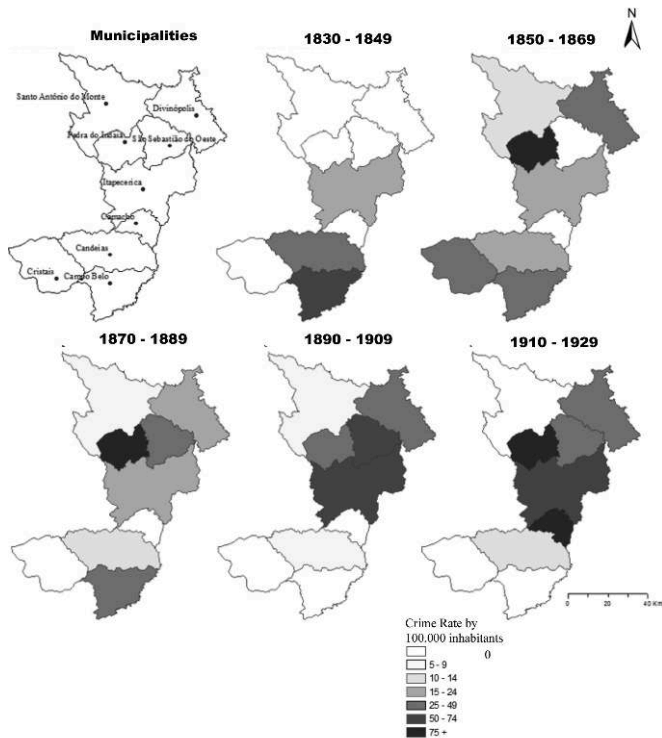 N
Municipalities
1830 - 1849
1850 - 1869
Santo António do Monte
Divinópolis
Pedra do Indaiá
São Sebastião do Oeste
Itapecerica
Camacho
Candeias
Cristais
Campo Belo
1870 - 1889
1890 - 1909
1910 - 1929
0 20 40 Km
Crime Rate by
100.000 inhabitants
0
5 - 9
10 - 14
15 - 24
25 - 49
50 - 74
75 +